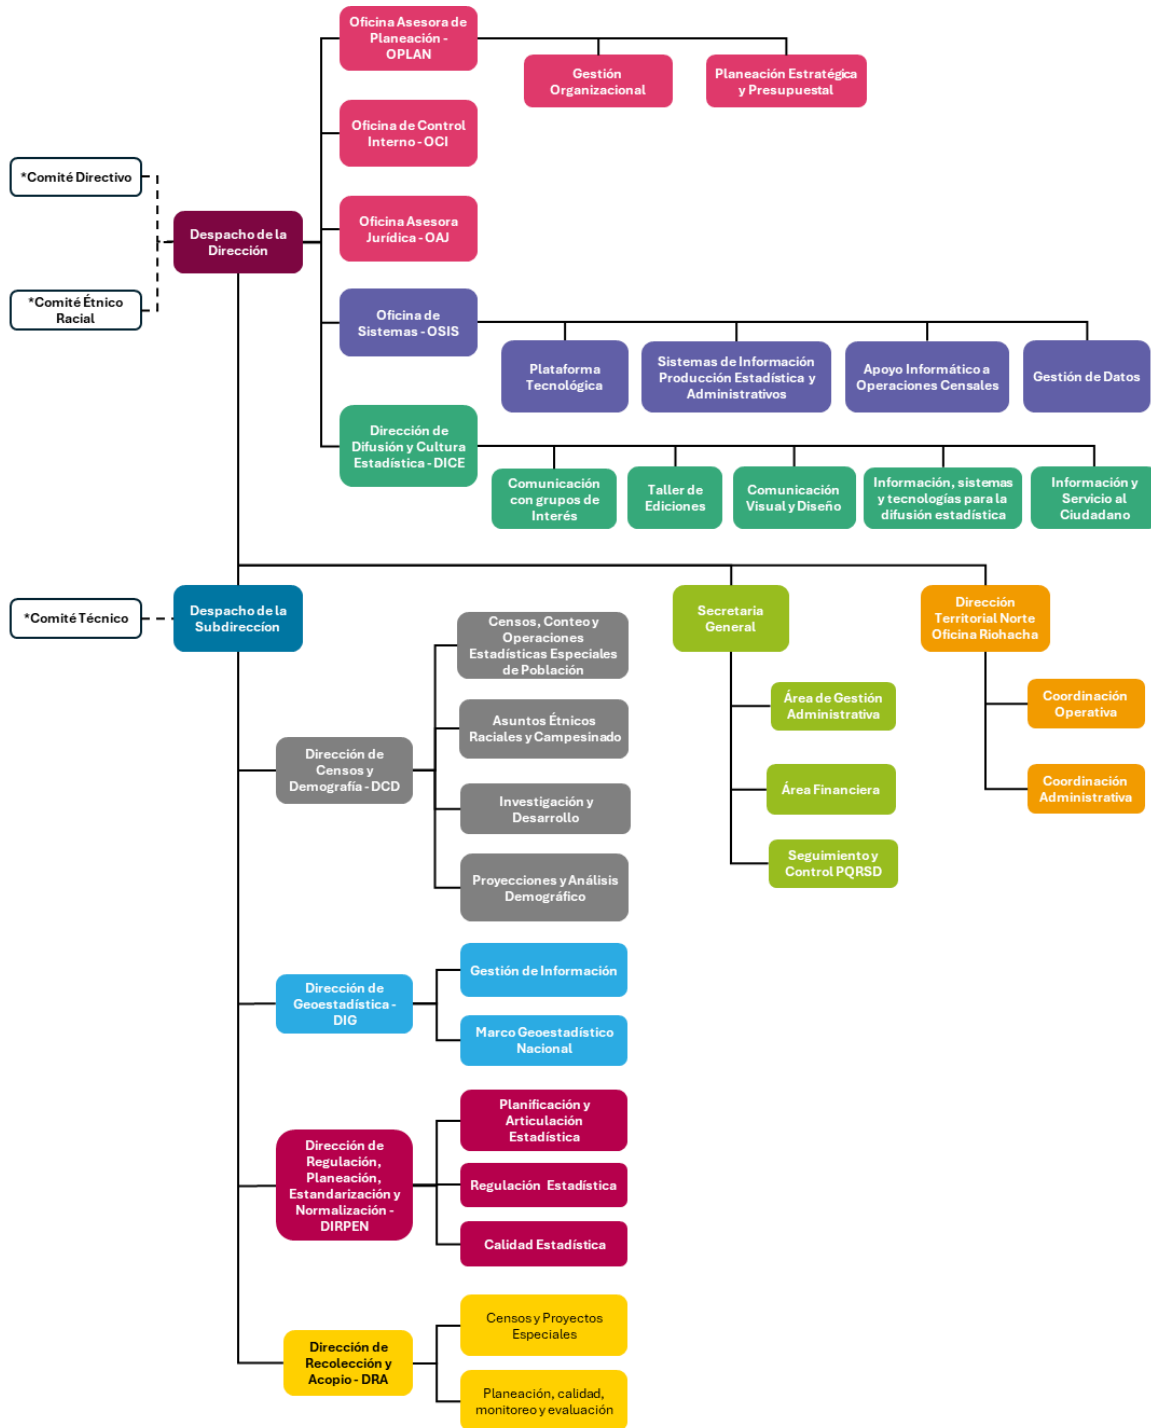 Oficina Asesora de
Planeación -
OPLAN
Gestión
Organizacional
Planeación Estratégica
y Presupuestal
Oficina de Control
Interno - OCI
*Comité Directivo
Oficina Asesora
Jurídica - OAJ
Despacho de la
Dirección
*Comité Étnico
Racial
Oficina de
Sistemas - OSIS
Plataforma
Tecnológica
Sistemas de Información
Producción Estadística y
Administrativos
Apoyo Informático a
Operaciones Censales
Gestión de Datos
Dirección de
Difusión y Cultura
Estadística - DICE
Comunicación
con grupos de
Interés
Taller de
Ediciones
Comunicación
Visual y Diseño
Información, sistemas
y tecnologías para la
difusión estadística
Información y
Servicio al
Ciudadano
*Comité Técnico
Despacho de la
Subdireccíon
Secretaria
General
Dirección
Territorial Norte
Oficina Riohacha
Censos, Conteo y
Operaciones
Estadísticas Especiales
de Población
Asuntos Étnicos
Raciales y Campesinado
Dirección de
Censos y
Demografía - DCD
Investigación y
Desarrollo
Proyecciones y Análisis
Demográfico
Área de Gestión
Administrativa
Área Financiera
Seguimiento y
Control PQRSD
Coordinación
Operativa
Coordinación
Administrativa
Dirección de
Geoestadística -
DIG
Gestión de Información
Marco Geoestadístico
Nacional
Dirección de
Regulación,
Planeación,
Estandarización y
Normalización -
DIRPEN
Planificación y
Articulación
Estadística
Regulación Estadística
Calidad Estadística
Dirección de
Recolección y
Acopio - DRA
Censos y Proyectos
Especiales
Planeación, calidad,
monitoreo y evaluación